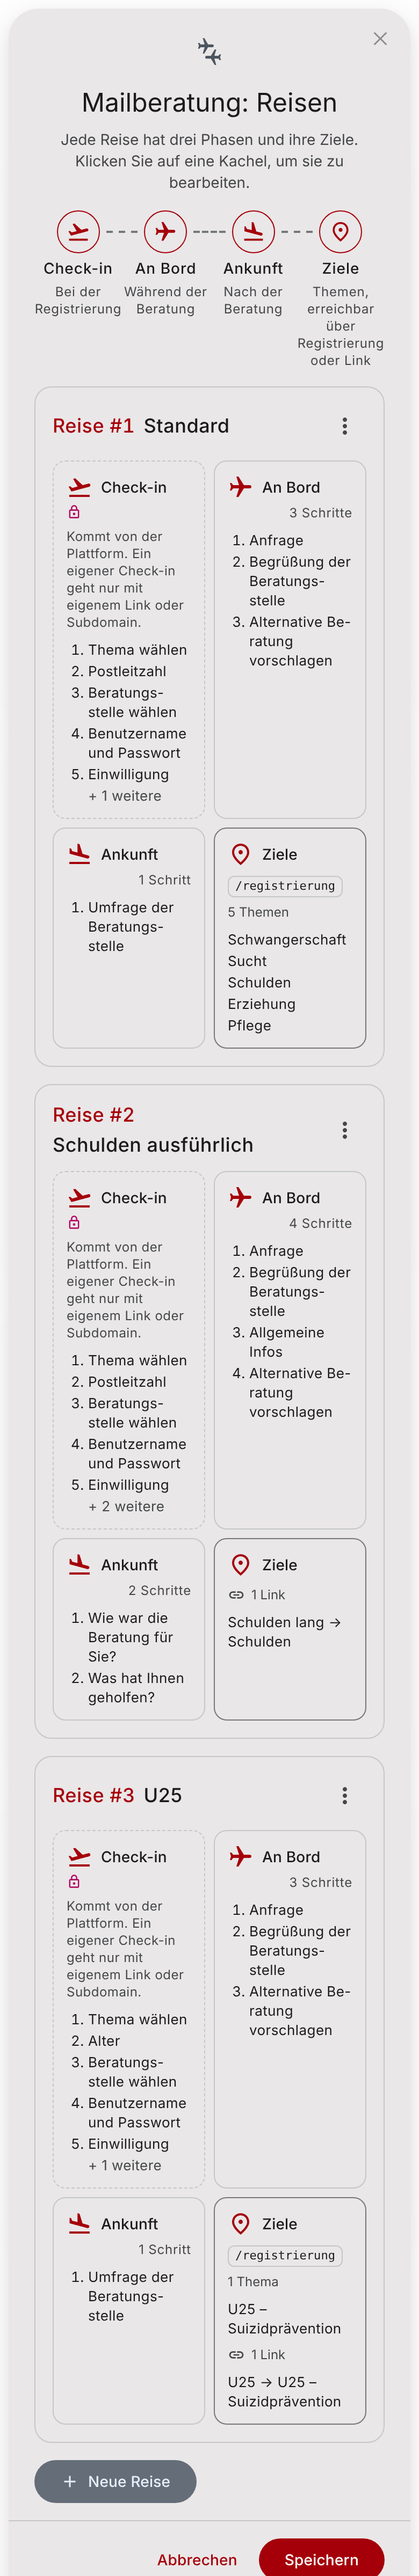 Mailberatung: Reisen
Jede Reise hat drei Phasen und ihre Ziele.
Klicken Sie auf eine Kachel, um sie zu
bearbeiten.
Check-in
Bei der
Registrierung
An Bord
Während der
Beratung
Ankunft
Nach der
Beratung
Ziele
Themen,
erreichbar
über
Registrierung
oder Link
Reise #1 Standard
Check-in
Kommt von der
Plattform. Ein
eigener Check-in
geht nur mit
eigenem Link oder
Subdomain.
1. Thema wählen
2. Postleitzahl
3. Beratungs-
stelle wählen
4. Benutzername
und Passwort
5. Einwilligung
+ 1 weitere
An Bord
3 Schritte
1. Anfrage
2. Begrüßung der
Beratungs-
stelle
3. Alternative Be-
ratung
vorschlagen
Ankunft
1 Schritt
1. Umfrage der
Beratungs-
stelle
Ziele
/registrierung
5 Themen
Schwangerschaft
Sucht
Schulden
Erziehung
Pflege
Reise #2
Schulden ausführlich
Check-in
Kommt von der
Plattform. Ein
eigener Check-in
geht nur mit
eigenem Link oder
Subdomain.
1. Thema wählen
2. Postleitzahl
3. Beratungs-
stelle wählen
4. Benutzername
und Passwort
5. Einwilligung
+ 2 weitere
An Bord
4 Schritte
1. Anfrage
2. Begrüßung der
Beratungs-
stelle
3. Allgemeine
Infos
4. Alternative Be-
ratung
vorschlagen
Ankunft
2 Schritte
1. Wie war die
Beratung für
Sie?
2. Was hat Ihnen
geholfen?
Ziele
1 Link
Schulden lang →
Schulden
Reise #3 U25
Check-in
Kommt von der
Plattform. Ein
eigener Check-in
geht nur mit
eigenem Link oder
Subdomain.
1. Thema wählen
2. Alter
3. Beratungs-
stelle wählen
4. Benutzername
und Passwort
5. Einwilligung
+ 1 weitere
An Bord
3 Schritte
1. Anfrage
2. Begrüßung der
Beratungs-
stelle
3. Alternative Be-
ratung
vorschlagen
Ankunft
1 Schritt
1. Umfrage der
Beratungs-
stelle
Ziele
/registrierung
1 Thema
U25 –
Suizidprävention
1 Link
U25 → U25 –
Suizidprävention
+ Neue Reise
Abbrechen
Speichern